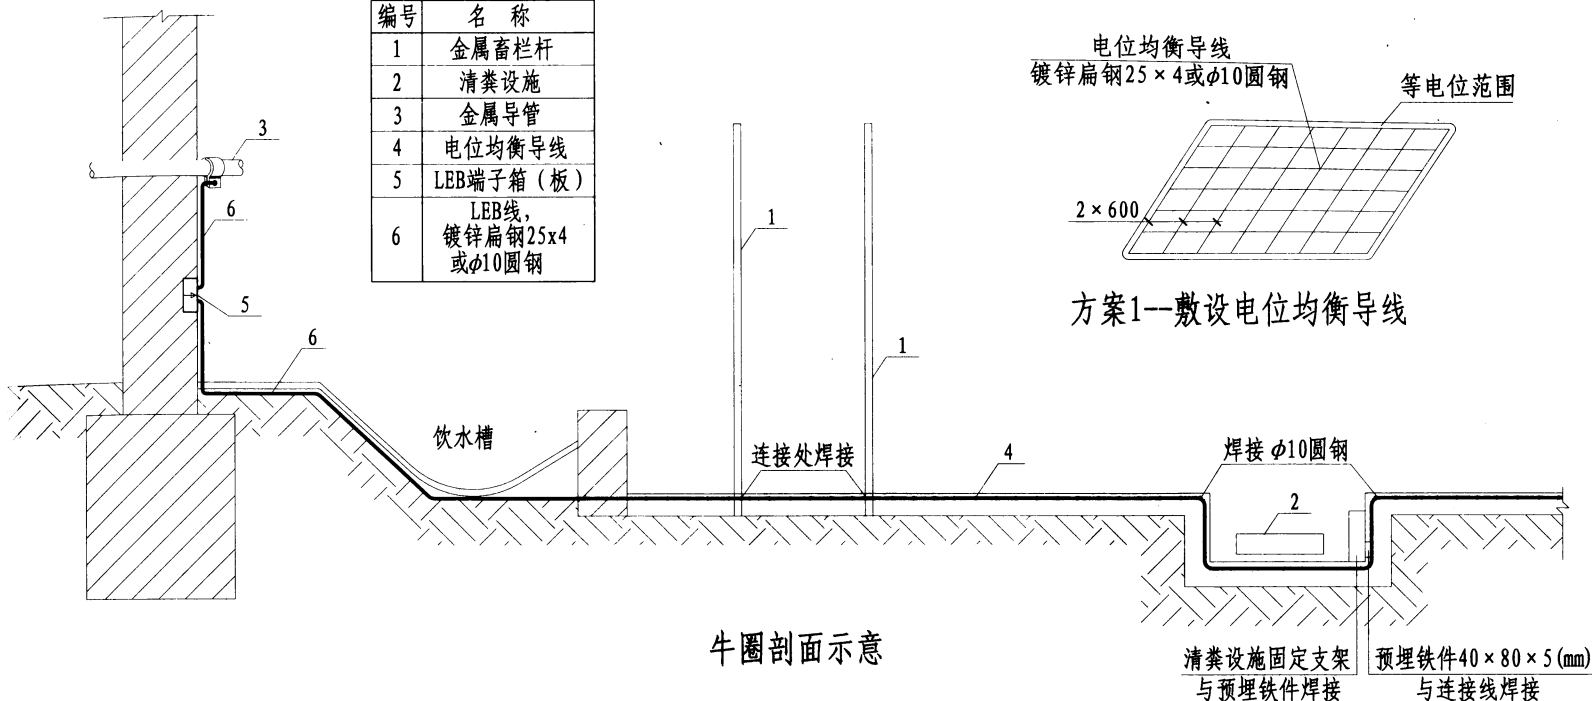 编号 名 称
1 金属畜栏杆
2 清粪设施
3 金属导管
4 电位均衡导线
5 LEB端子箱（板）
6 LEB线，
镀锌扁钢25x4
或φ10圆钢
电位均衡导线
镀锌扁钢25×4或φ10圆钢
等电位范围
2×600
方案1--敷设电位均衡导线
3
6
5
6
1
1
饮水槽
连接处焊接
4
焊接 φ10圆钢
2
牛圈剖面示意
清粪设施固定支架
与预埋铁件焊接
预埋铁件40×80×5(mm)
与连接线焊接